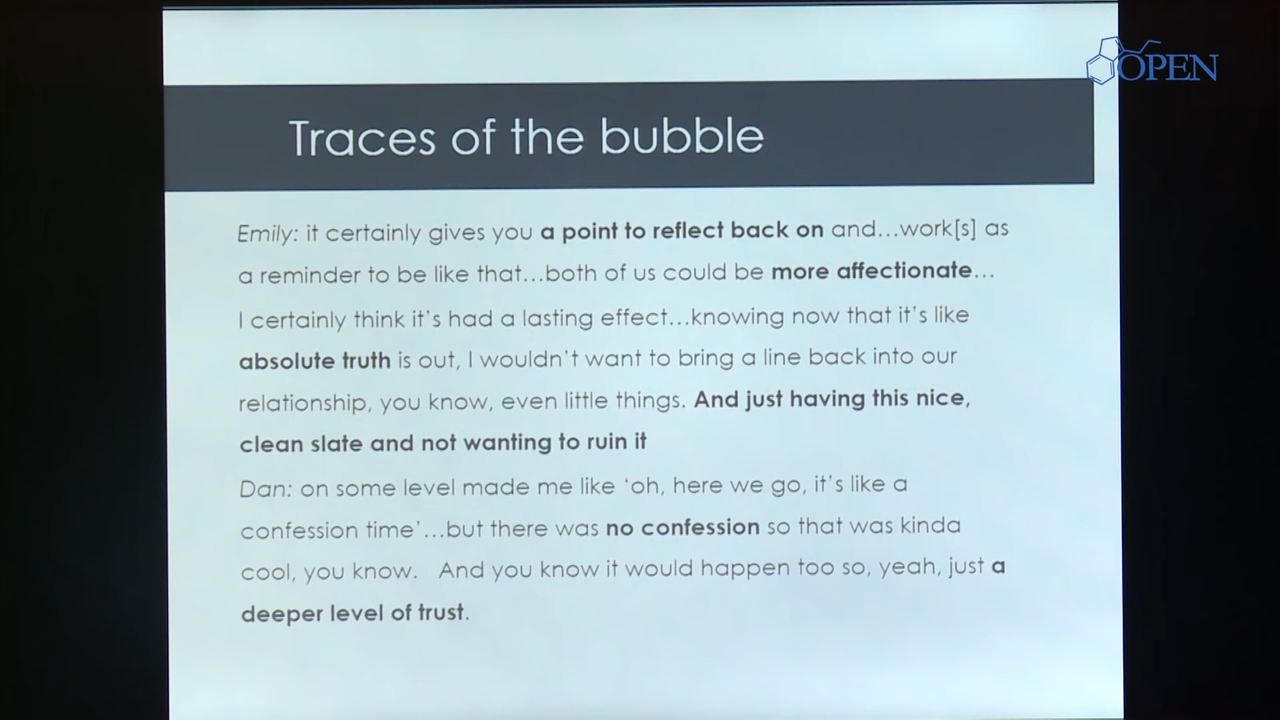 OPEN
Traces of the bubble
Emily: it certainly gives you a point to reflect back on and...work[s] as
a reminder to be like that...both of us could be more affectionate...
I certainly think it's had a lasting effect...knowing now that it's like
absolute truth is out, I wouldn't want to bring a line back into our
relationship, you know, even little things. And just having this nice,
clean slate and not wanting to ruin it
Dan: on some level made me like 'oh, here we go, it's like a
confession time' ...but there was no confession so that was kinda
cool, you know. And you know it would happen too so, yeah, just a
deeper level of trust.